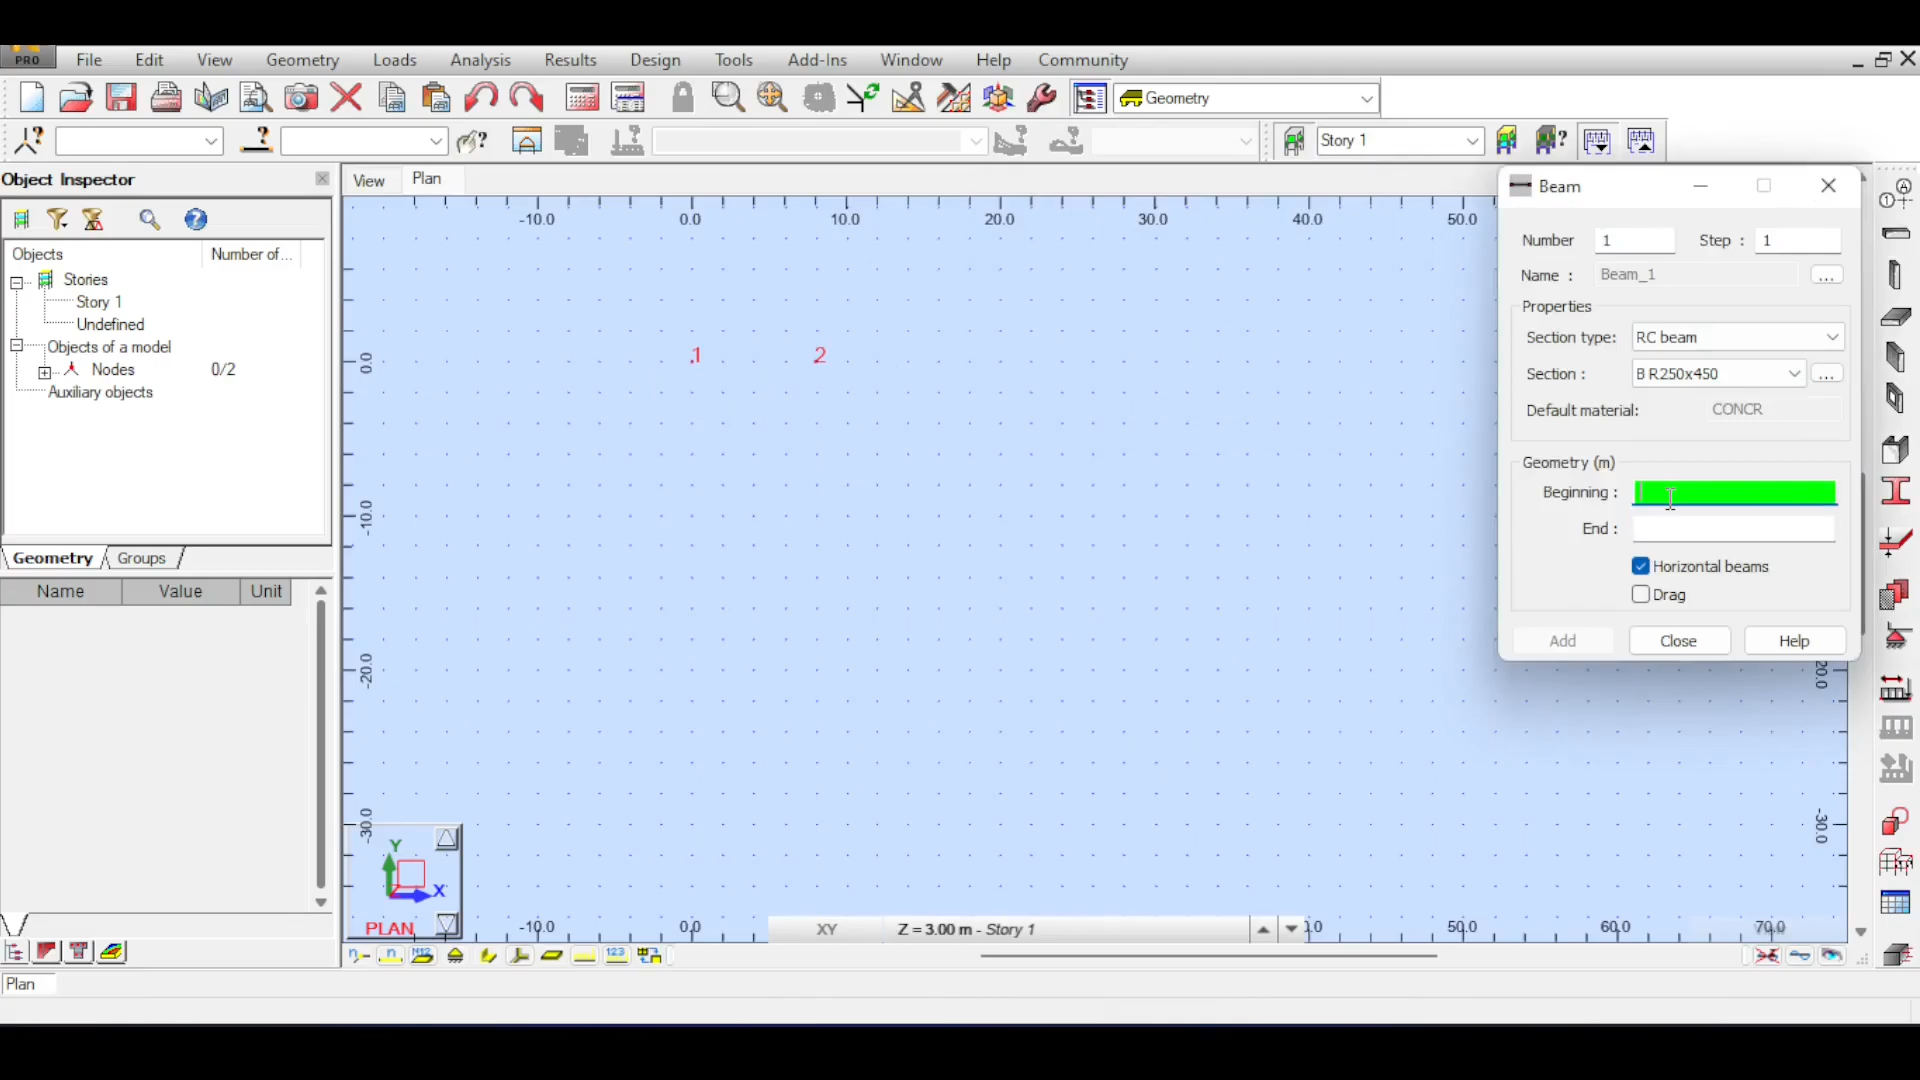 PRO File Edit View Geometry Loads Analysis Results Design Tools Add-Ins Window Help Community
Geometry
Story 1
Object Inspector
View Plan
Beam
-10.0 0.0 10.0 20.0 30.0 40.0 50.0
Number 1 Step : 1
Objects Number of...
Name : Beam_1 ...
Stories
Story 1
Properties
Undefined
Section type: RC beam
Objects of a model
1 2
0.0
Nodes 0/2
Section : B R250x450 ...
Auxiliary objects
Default material: CONCR
Geometry (m)
Beginning :
-10.0
End :
Geometry Groups
Horizontal beams
Name Value Unit
Drag
Add Close Help
-20.0
20.0
-30.0
-30.0
Y
X
Z
PLAN
-10.0 0.0 XY Z = 3.00 m - Story 1 50.0 60.0 70.0
Plan